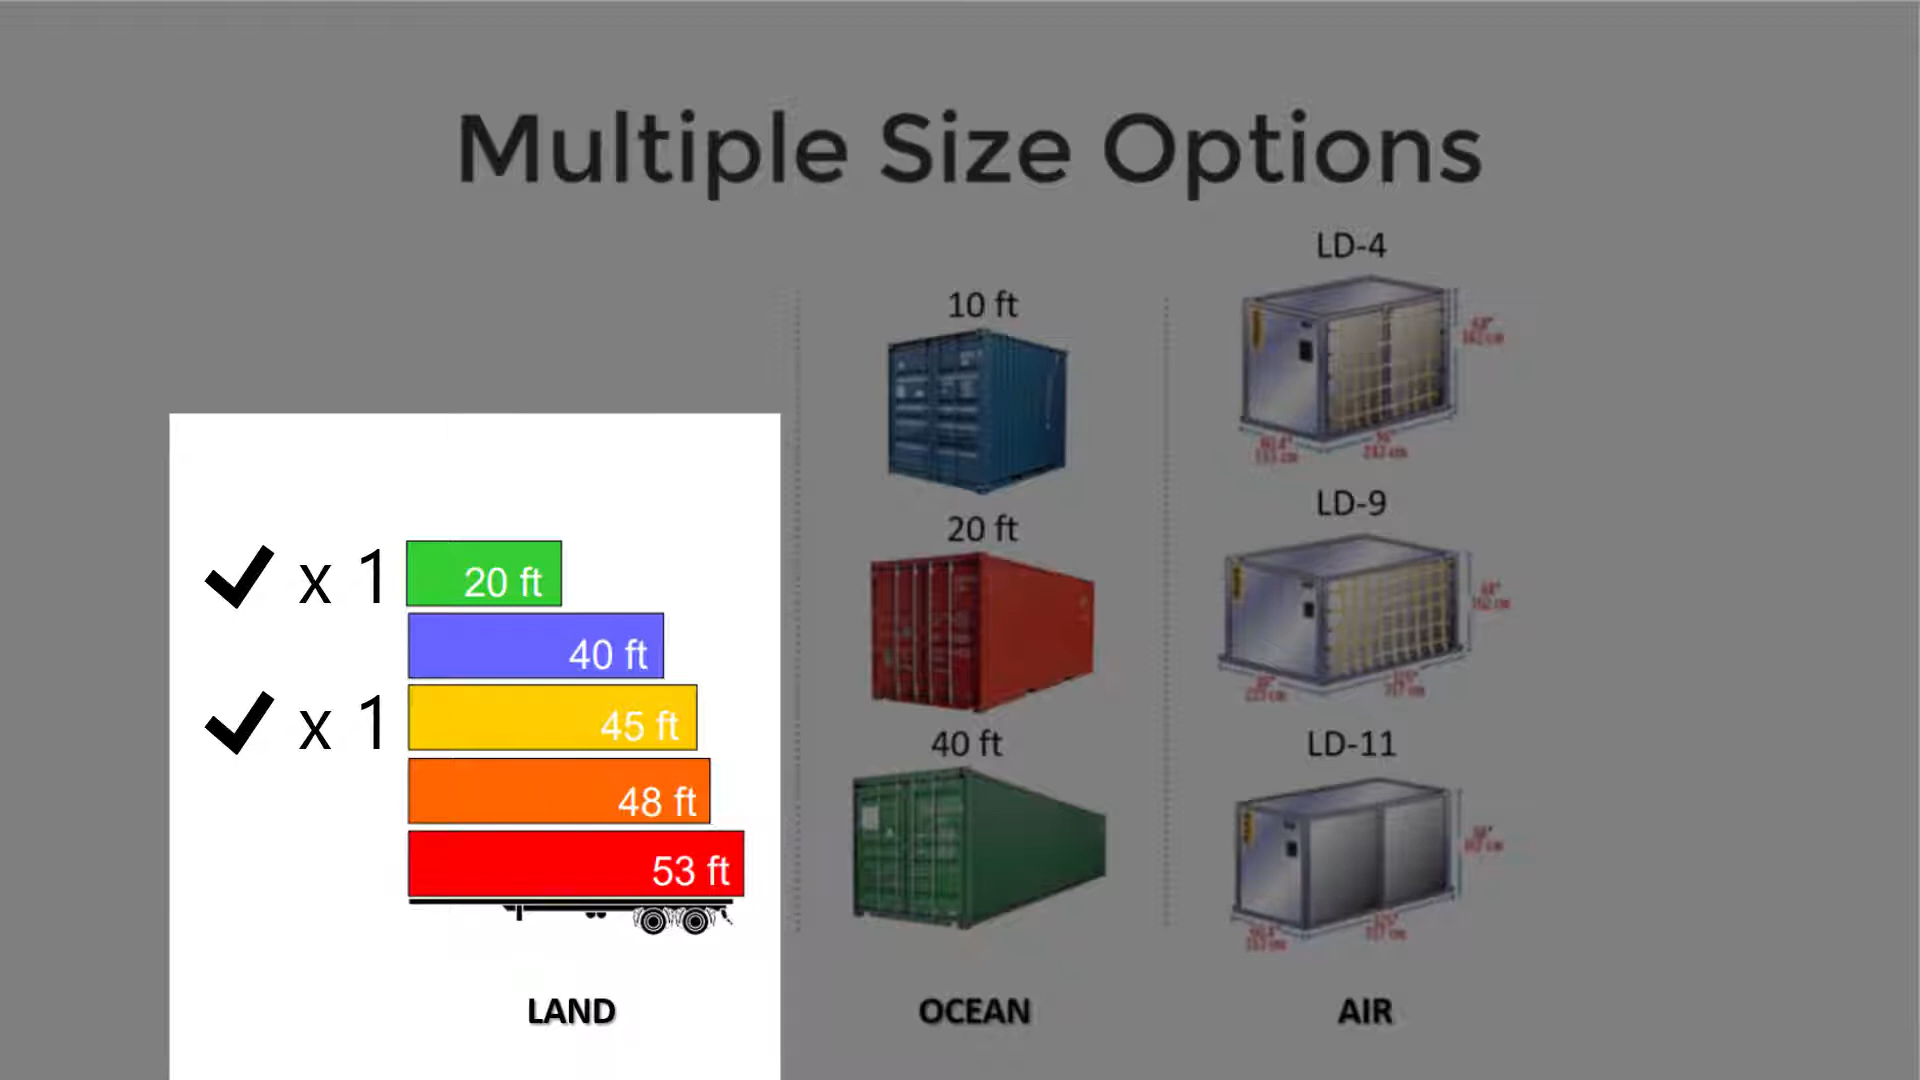 Multiple Size Options
x 1 20 ft
40 ft
x 1 45 ft
48 ft
53 ft
LAND
10 ft
20 ft
40 ft
OCEAN
LD-4
LD-9
LD-11
AIR